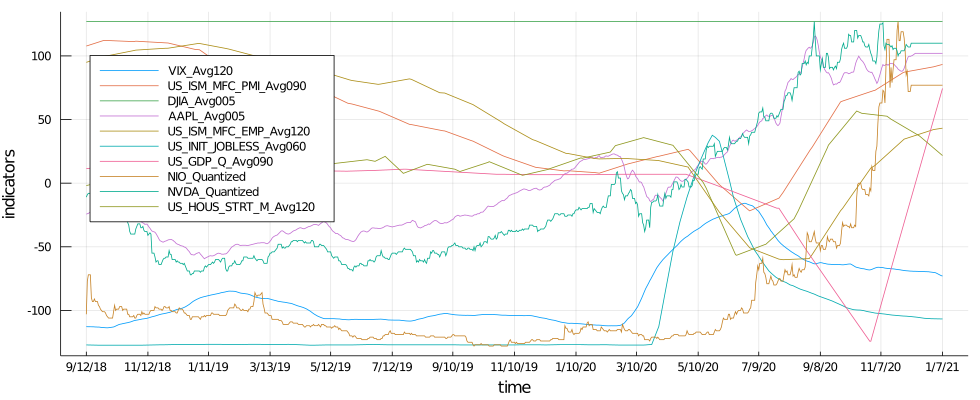 100
50
0
-50
-100
indicators
VIX_Avg120
US_ISM_MFC_PMI_Avg090
DJIA_Avg005
AAPL_Avg005
US_ISM_MFC_EMP_Avg120
US_INIT_JOBLESS_Avg060
US_GDP_Q_Avg090
NIO_Quantized
NVDA_Quantized
US_HOUS_STRT_M_Avg120
9/12/18 11/12/18 1/11/19 3/13/19 5/12/19 7/12/19 9/10/19 11/10/19 1/10/20 3/10/20 5/10/20 7/9/20 9/8/20 11/7/20 1/7/21
time